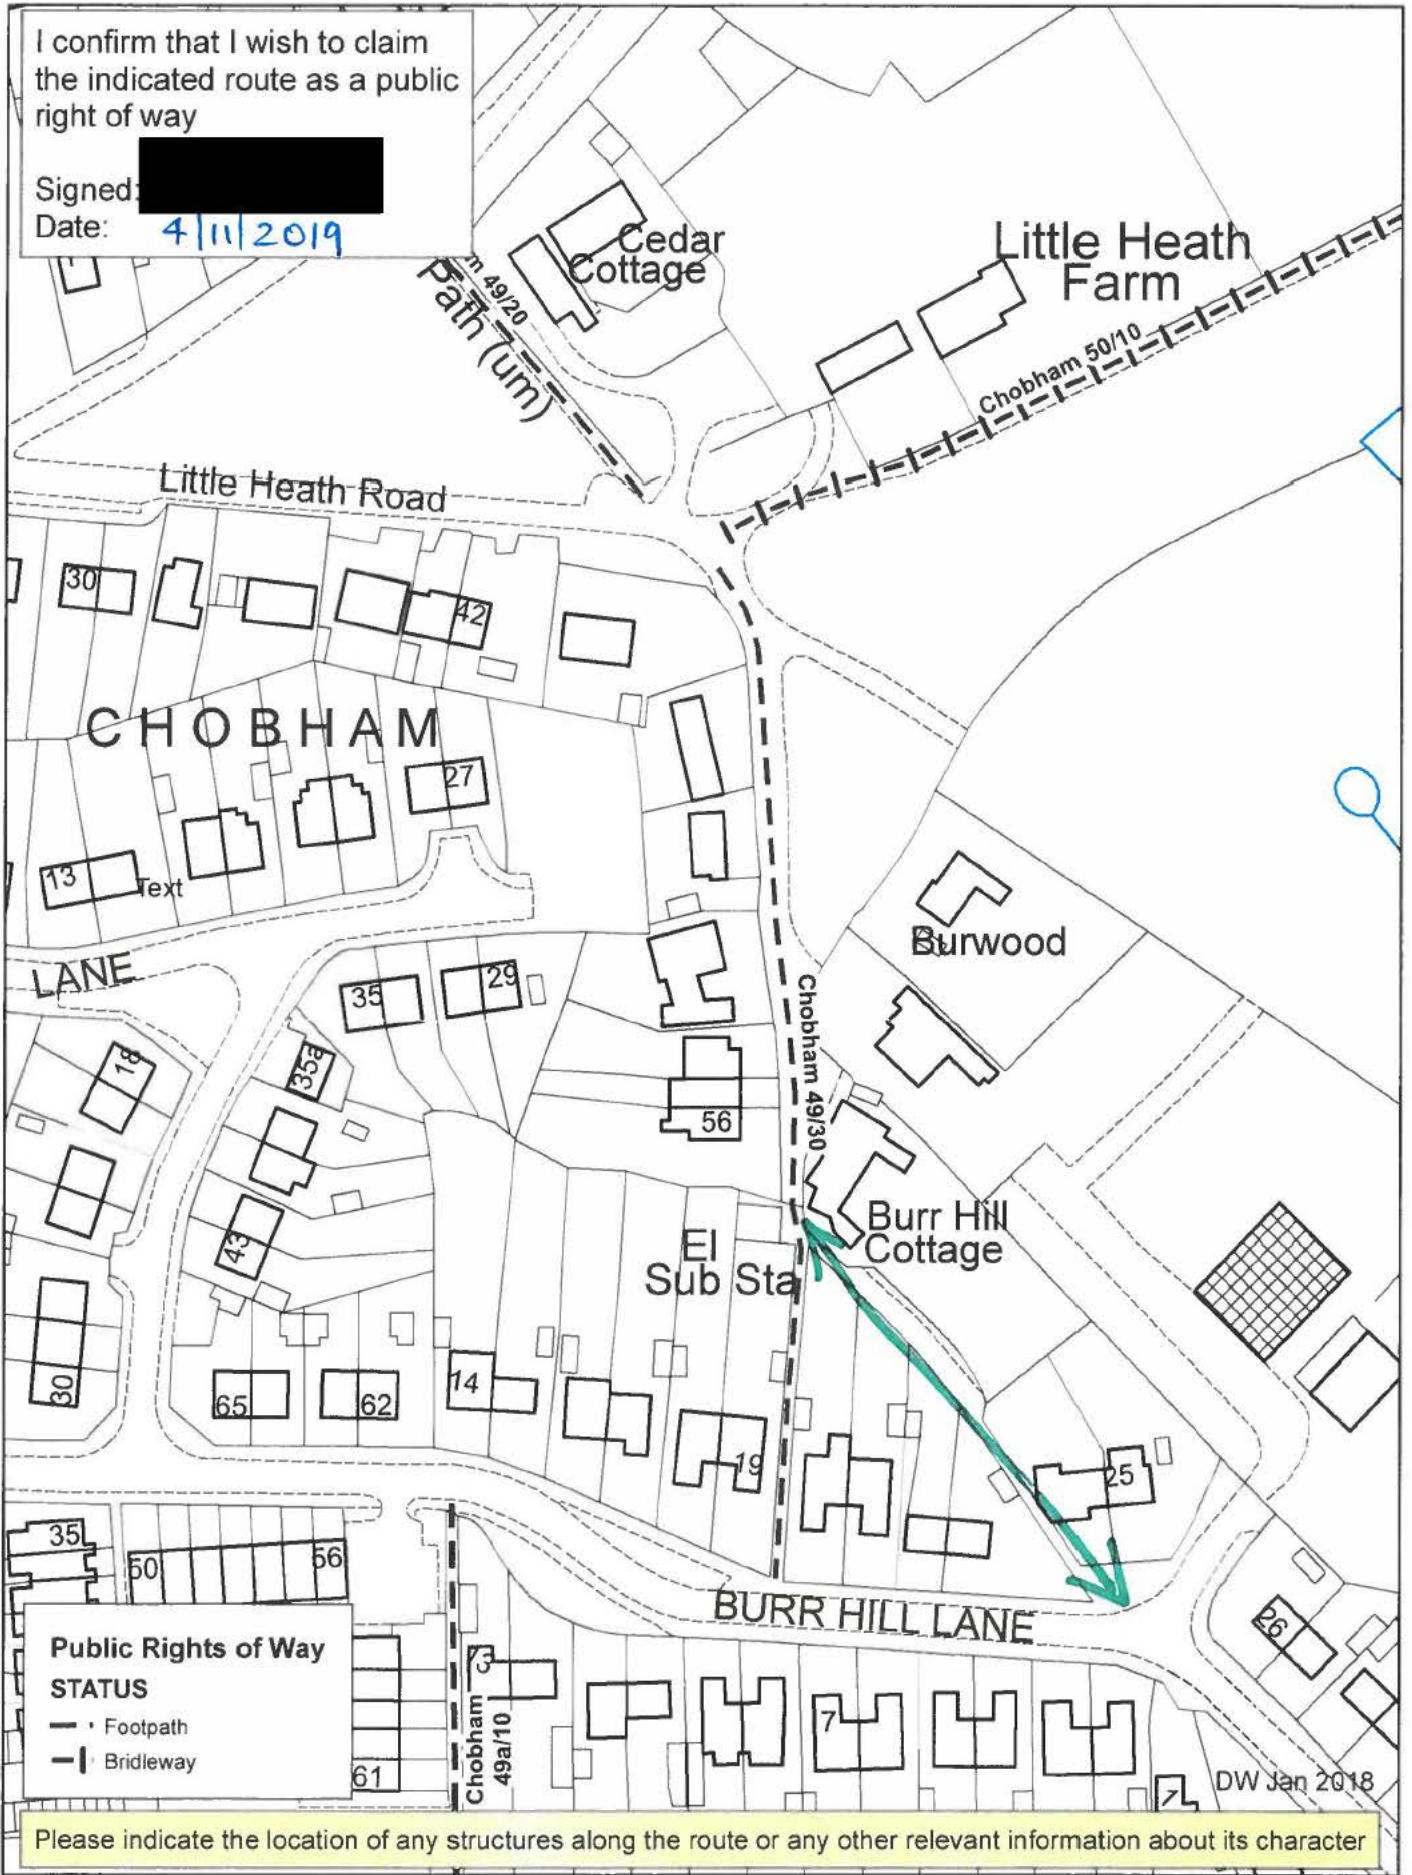 I confirm that I wish to claim
the indicated route as a public
right of way
Signed:
Date: 4/11/2019
Cedar
Cottage
Little Heath
Farm
m 49/20
Path (um)
Chobham 50/10
Little Heath Road
30
42
CHOBHAM
27
13
Text
Burwood
LANE
35
29
Chobham 49/30
18
35a
56
43
Burr Hill
Cottage
El
Sub Sta
30
65
62
14
19
25
35
50
56
BURR HILL LANE
26
Public Rights of Way
STATUS
Footpath
Bridleway
61
Chobham
49a/10
3
7
1
DW Jan 2018
Please indicate the location of any structures along the route or any other relevant information about its character